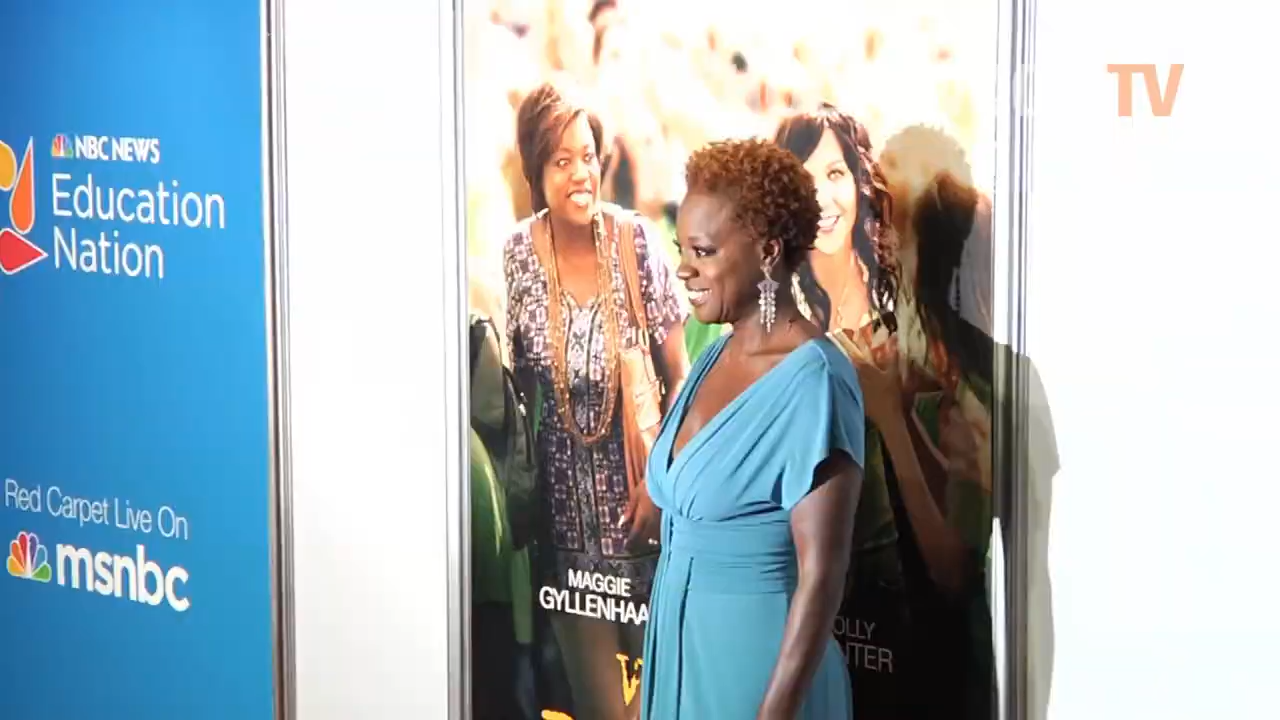 TV
NBC NEWS
Education
Nation
Red Carpet Live On
msnbc
MAGGIE
GYLLENHAA
OLLY
NTER
W